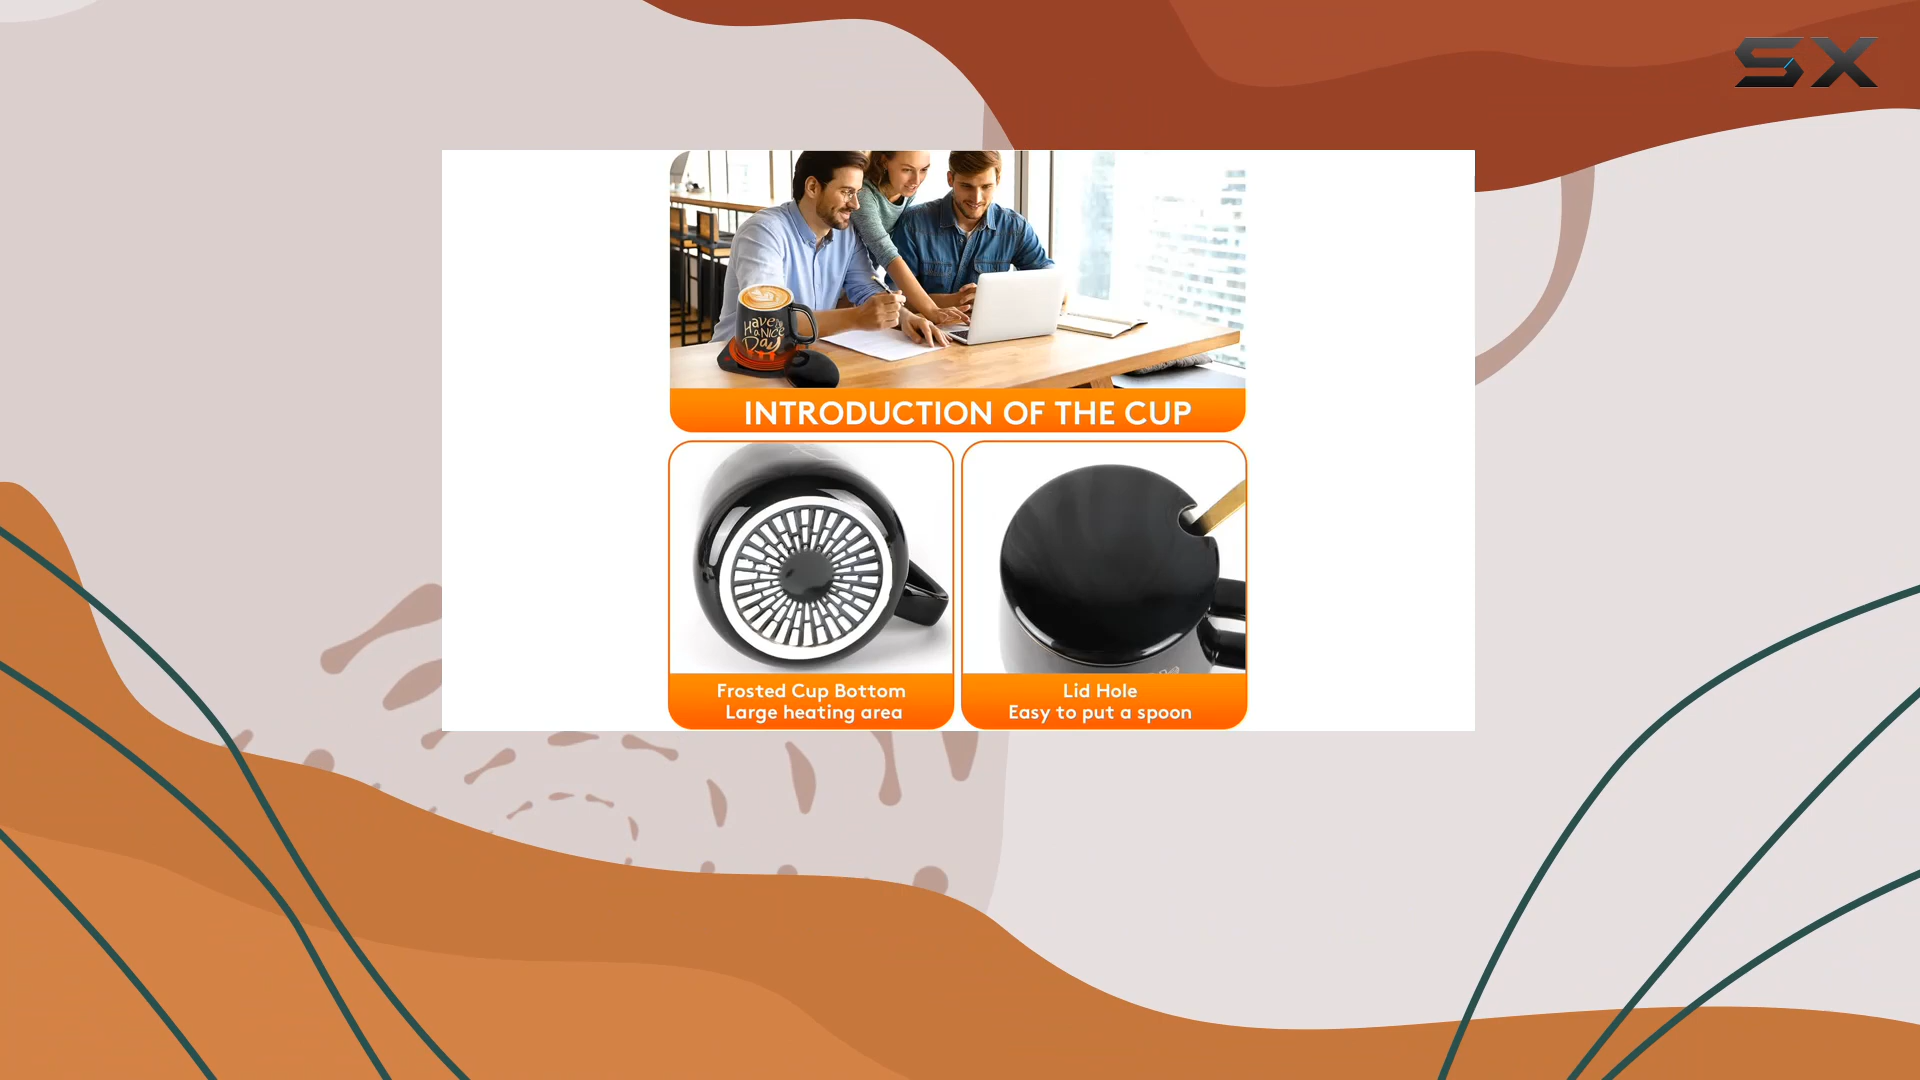 SX
Have
a Nice
Day
INTRODUCTION OF THE CUP
Frosted Cup Bottom
Large heating area
Lid Hole
Easy to put a spoon